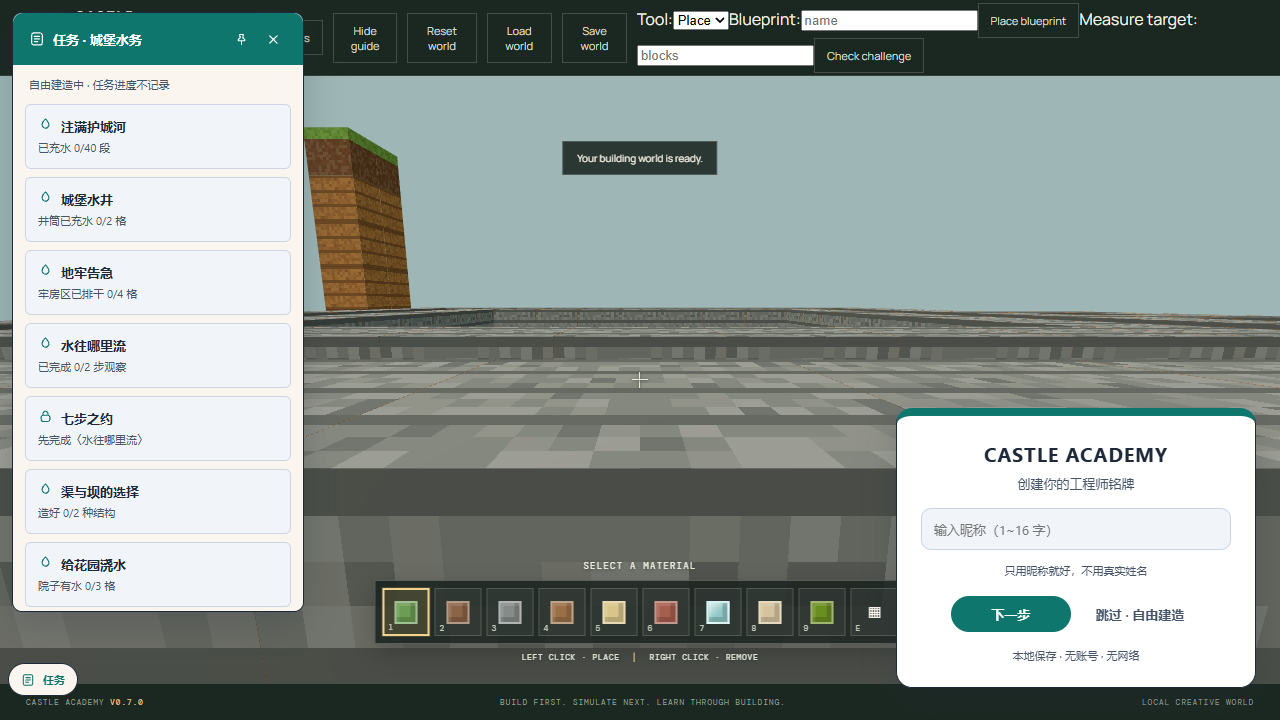 任务 · 城堡水务
自由建造中 · 任务进度不记录
注满护城河
已充水 0/40 段
城堡水井
井筒已充水 0/2 格
地牢告急
牢房区已排干 0/4 格
水往哪里流
已完成 0/2 步观察
七步之约
先完成〈水往哪里流〉
渠与坝的选择
造好 0/2 种结构
给花园浇水
院子有水 0/3 格
任务
Hide guide
Reset world
Load world
Save world
Tool: Place Blueprint: name Place blueprint Measure target:
blocks Check challenge
Your building world is ready.
SELECT A MATERIAL
1 2 3 4 5 6 7 8 9 E
LEFT CLICK · PLACE | RIGHT CLICK · REMOVE
CASTLE ACADEMY
创建你的工程师铭牌
输入昵称（1~16 字）
只用昵称就好，不用真实姓名
下一步 跳过 · 自由建造
本地保存 · 无账号 · 无网络
CASTLE ACADEMY V0.7.0
BUILD FIRST. SIMULATE NEXT. LEARN THROUGH BUILDING.
LOCAL CREATIVE WORLD